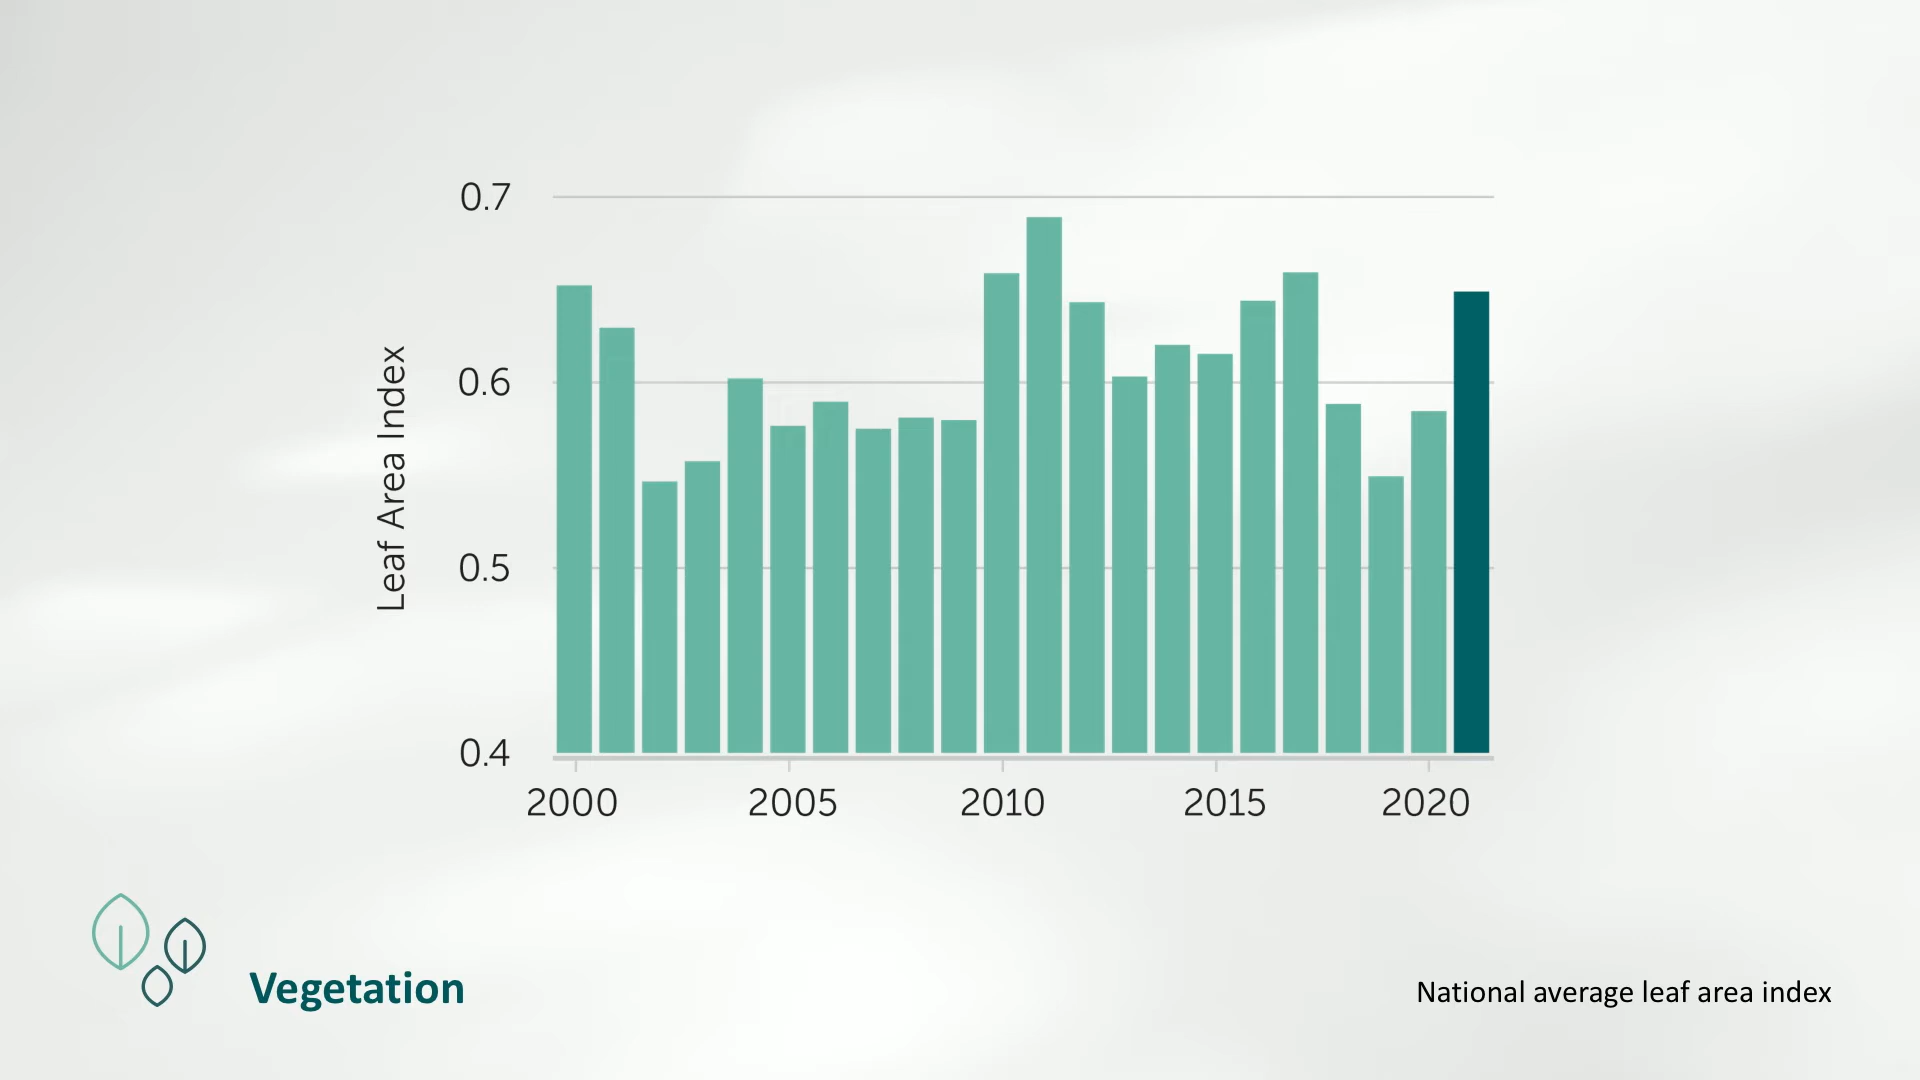 0.7
0.6
0.5
0.4
Leaf Area Index
2000 2005 2010 2015 2020
Vegetation
National average leaf area index